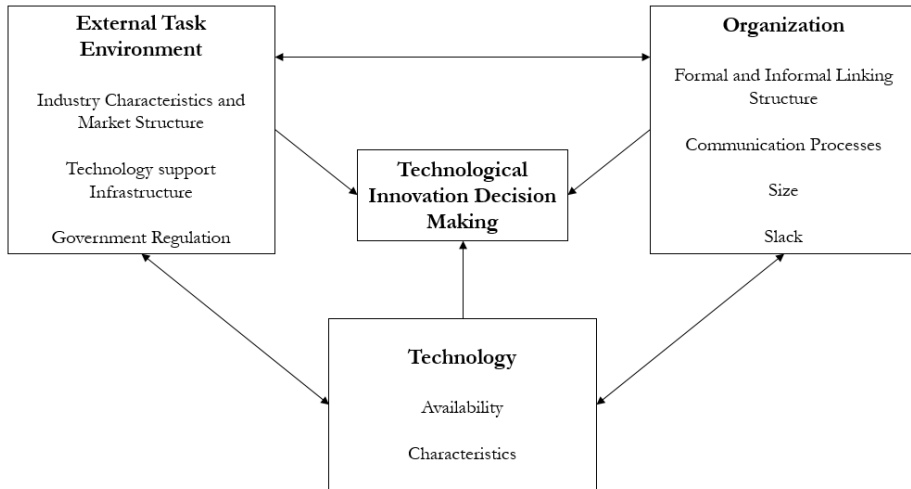 External Task
Environment
Industry Characteristics and
Market Structure
Technology support
Infrastructure
Government Regulation
Organization
Formal and Informal Linking
Structure
Communication Processes
Size
Slack
Technological
Innovation Decision
Making
Technology
Availability
Characteristics